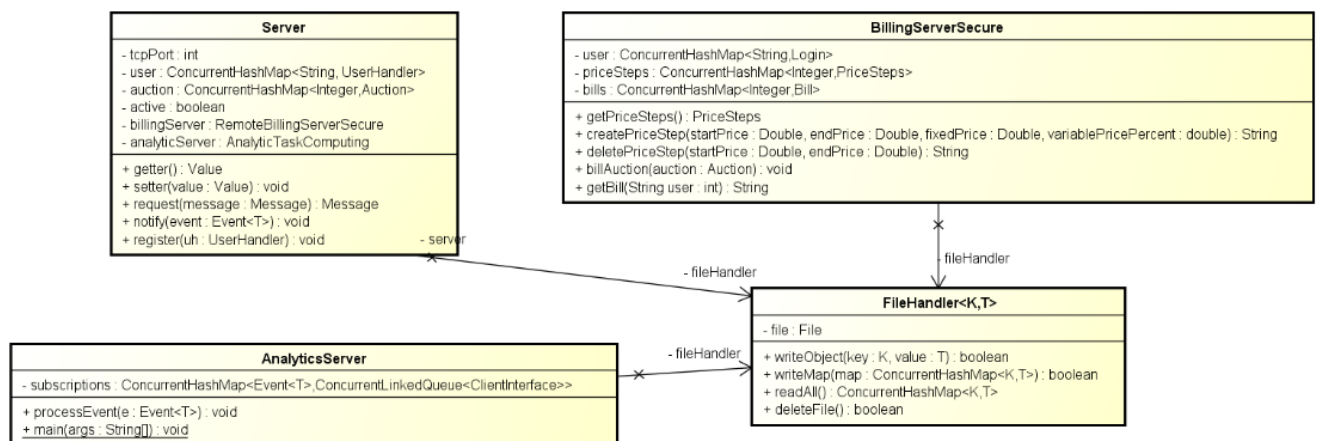 Server
- tcpPort : int
- user : ConcurrentHashMap<String, UserHandler>
- auction : ConcurrentHashMap<Integer,Auction>
- active : boolean
- billingServer : RemoteBillingServerSecure
- analyticServer : AnalyticTaskComputing
+ getter() : Value
+ setter(value : Value) : void
+ request(message : Message) : Message
+ notify(event : Event<T>) : void
+ register(uh : UserHandler) : void
- server
BillingServerSecure
- user : ConcurrentHashMap<String,Login>
- priceSteps : ConcurrentHashMap<Integer,PriceSteps>
- bills : ConcurrentHashMap<Integer,Bill>
+ getPriceSteps() : PriceSteps
+ createPriceStep(startPrice : Double, endPrice : Double, fixedPrice : Double, variablePricePercent : double) : String
+ deletePriceStep(startPrice : Double, endPrice : Double) : String
+ billAuction(auction : Auction) : void
+ getBill(String user : int) : String
- fileHandler
- fileHandler
FileHandler<K,T>
- file : File
+ writeObject(key : K, value : T) : boolean
+ writeMap(map : ConcurrentHashMap<K,T>) : boolean
+ readAll() : ConcurrentHashMap<K,T>
+ deleteFile() : boolean
- fileHandler
AnalyticsServer
- subscriptions : ConcurrentHashMap<Event<T>,ConcurrentLinkedQueue<ClientInterface>>
+ processEvent(e : Event<T>) : void
+ main(args : String[]) : void